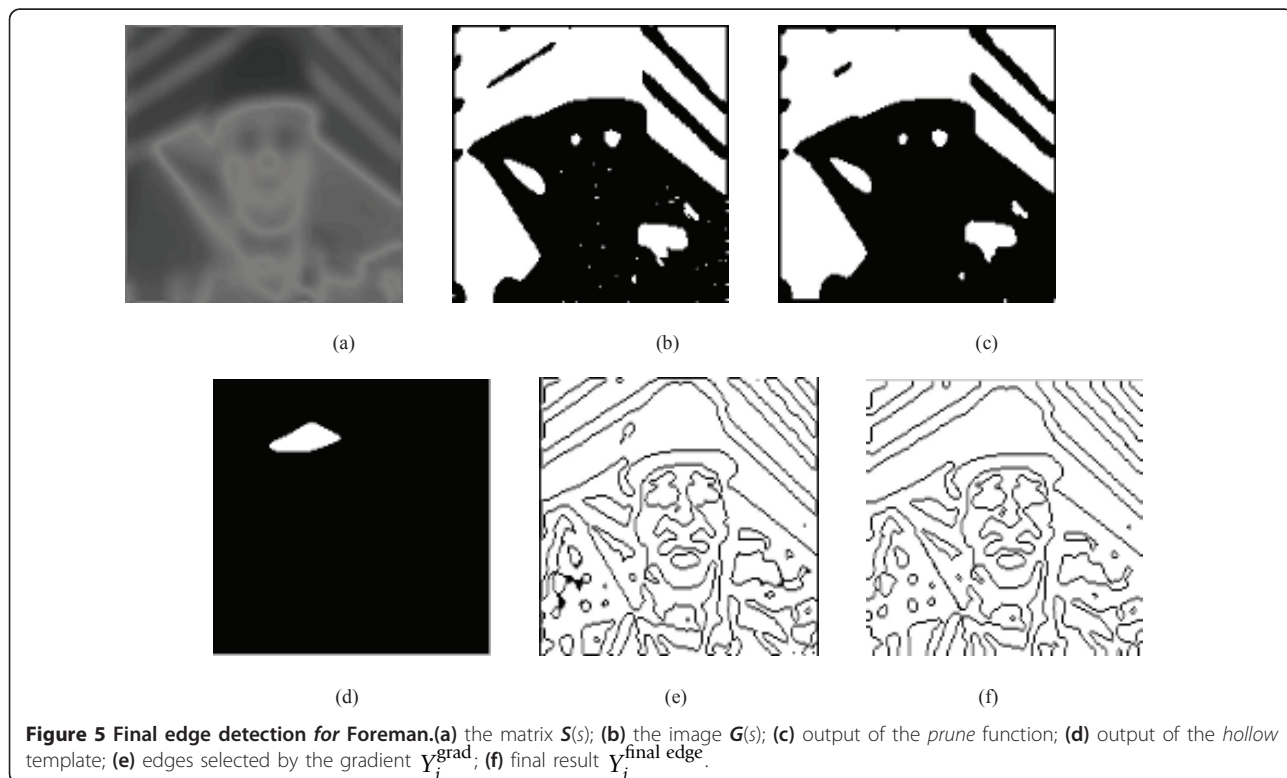 (a)
(b)
(c)
(d)
(e)
(f)
Figure 5 Final edge detection for Foreman.(a) the matrix S(s); (b) the image G(s); (c) output of the prune function; (d) output of the hollow
template; (e) edges selected by the gradient Y_i^grad; (f) final result Y_i^final edge.